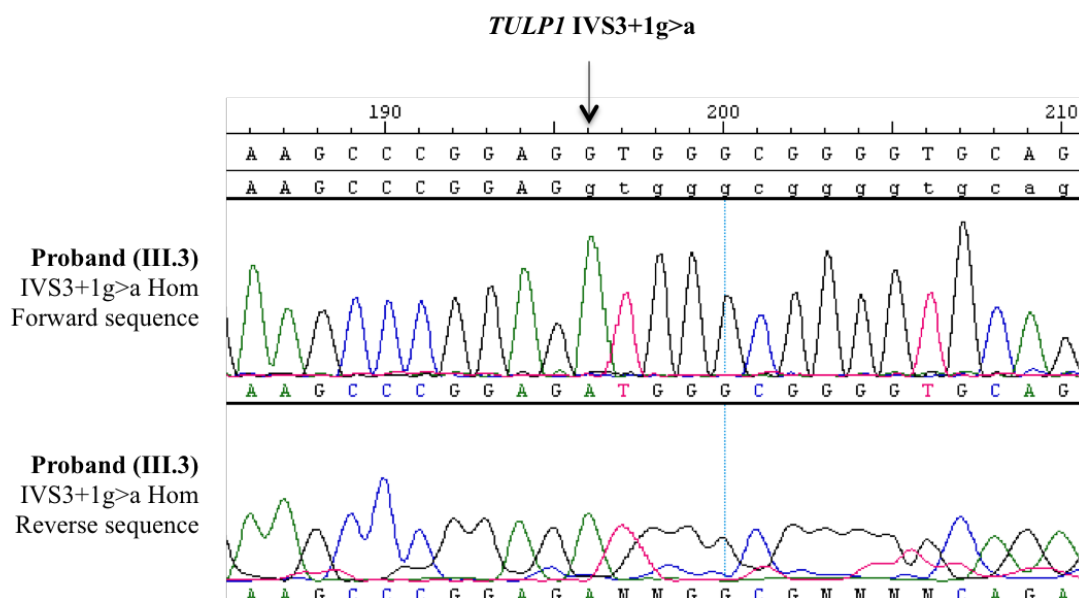 TULP1 IVS3+1g>a
190 200 210
A A G C C C G G A G G T G G G C G G G G T G C A G
A A G C C C G G A G g t g g g c g g g g t g c a g
Proband (III.3)
IVS3+1g>a Hom
Forward sequence
A A G C C C G G A G A T G G G C G G G G T G C A G
Proband (III.3)
IVS3+1g>a Hom
Reverse sequence
A A G C C C G G A G A N N G G C G N N N N C A G A